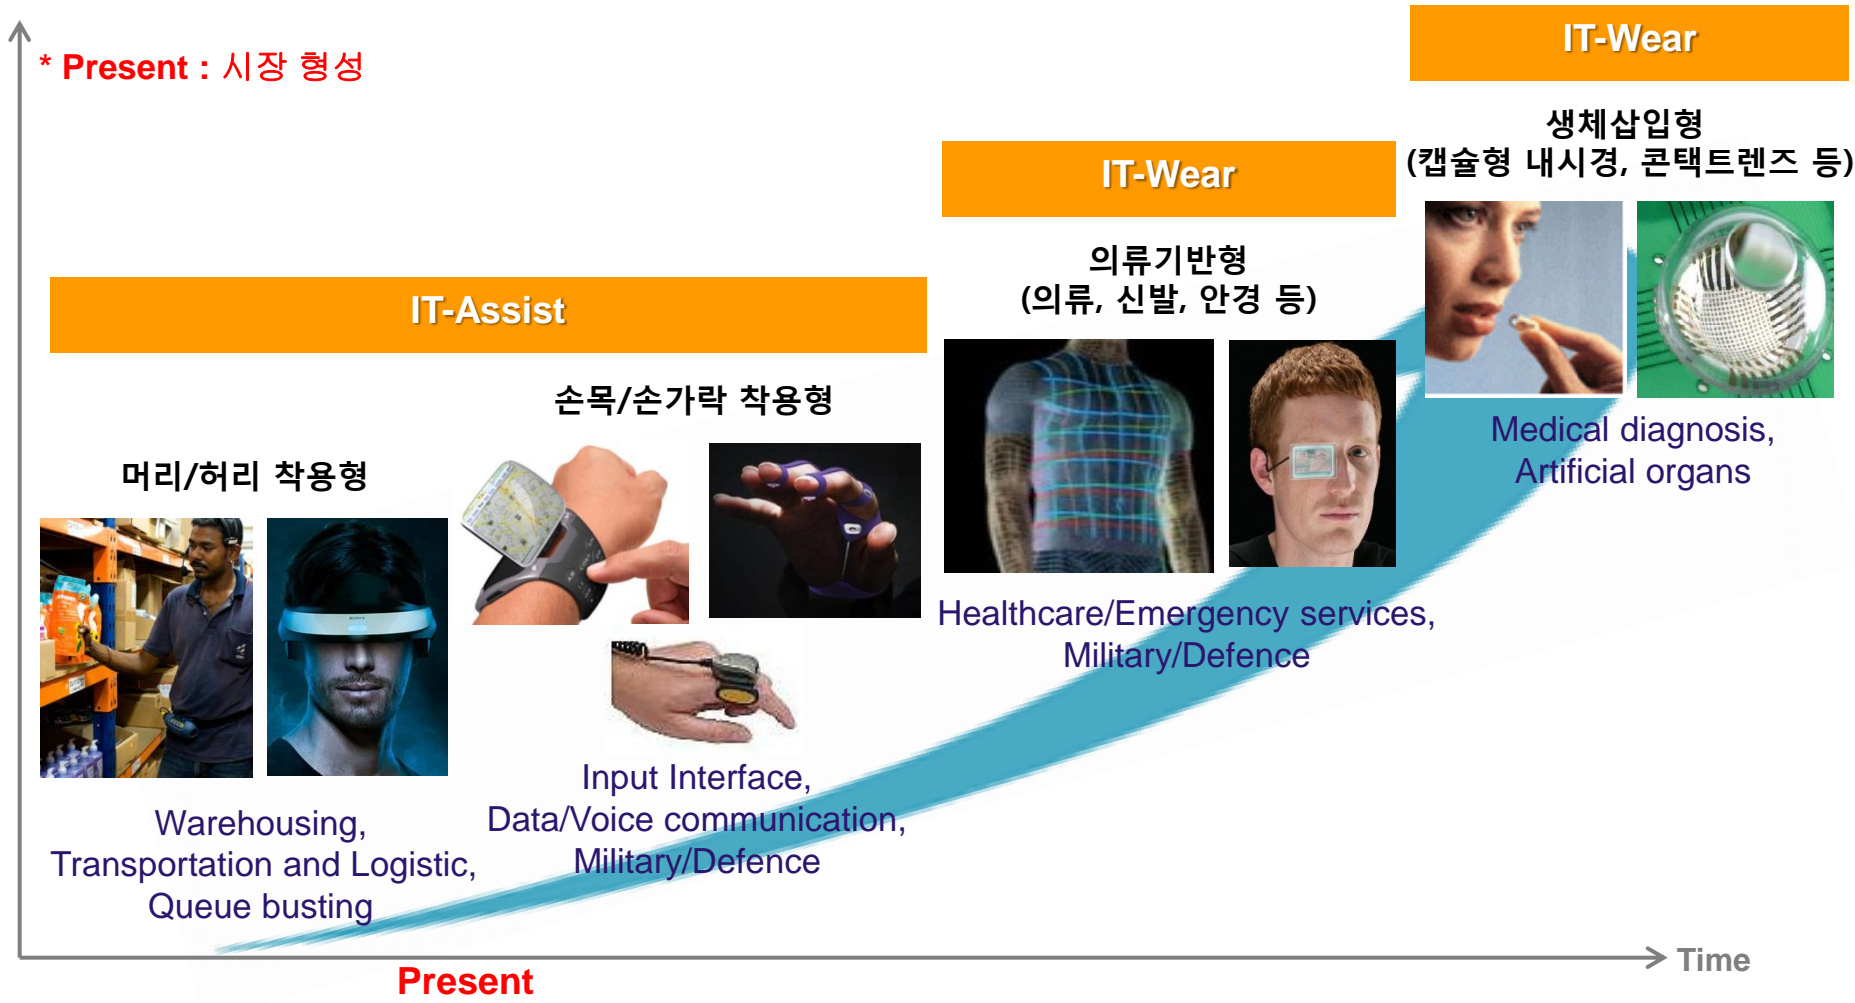 * Present : 시장 형성
IT-Assist
머리/허리 착용형
Warehousing,
Transportation and Logistic,
Queue busting
손목/손가락 착용형
Input Interface,
Data/Voice communication,
Military/Defence
IT-Wear
의류기반형
(의류, 신발, 안경 등)
Healthcare/Emergency services,
Military/Defence
IT-Wear
생체삽입형
(캡슐형 내시경, 콘택트렌즈 등)
Medical diagnosis,
Artificial organs
Present
Time
SONY